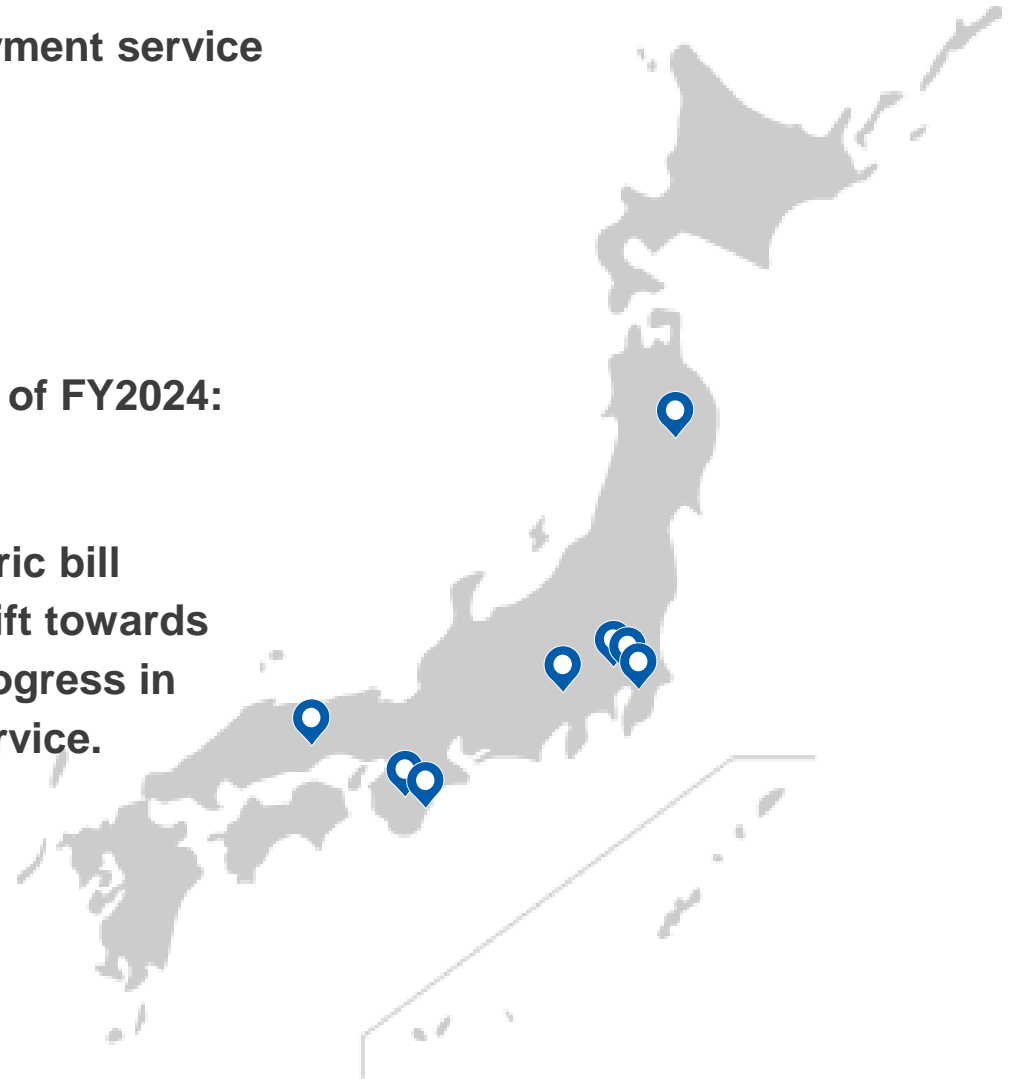 yment service
of FY2024:
ric bill
ift towards
ogress in
rvice.